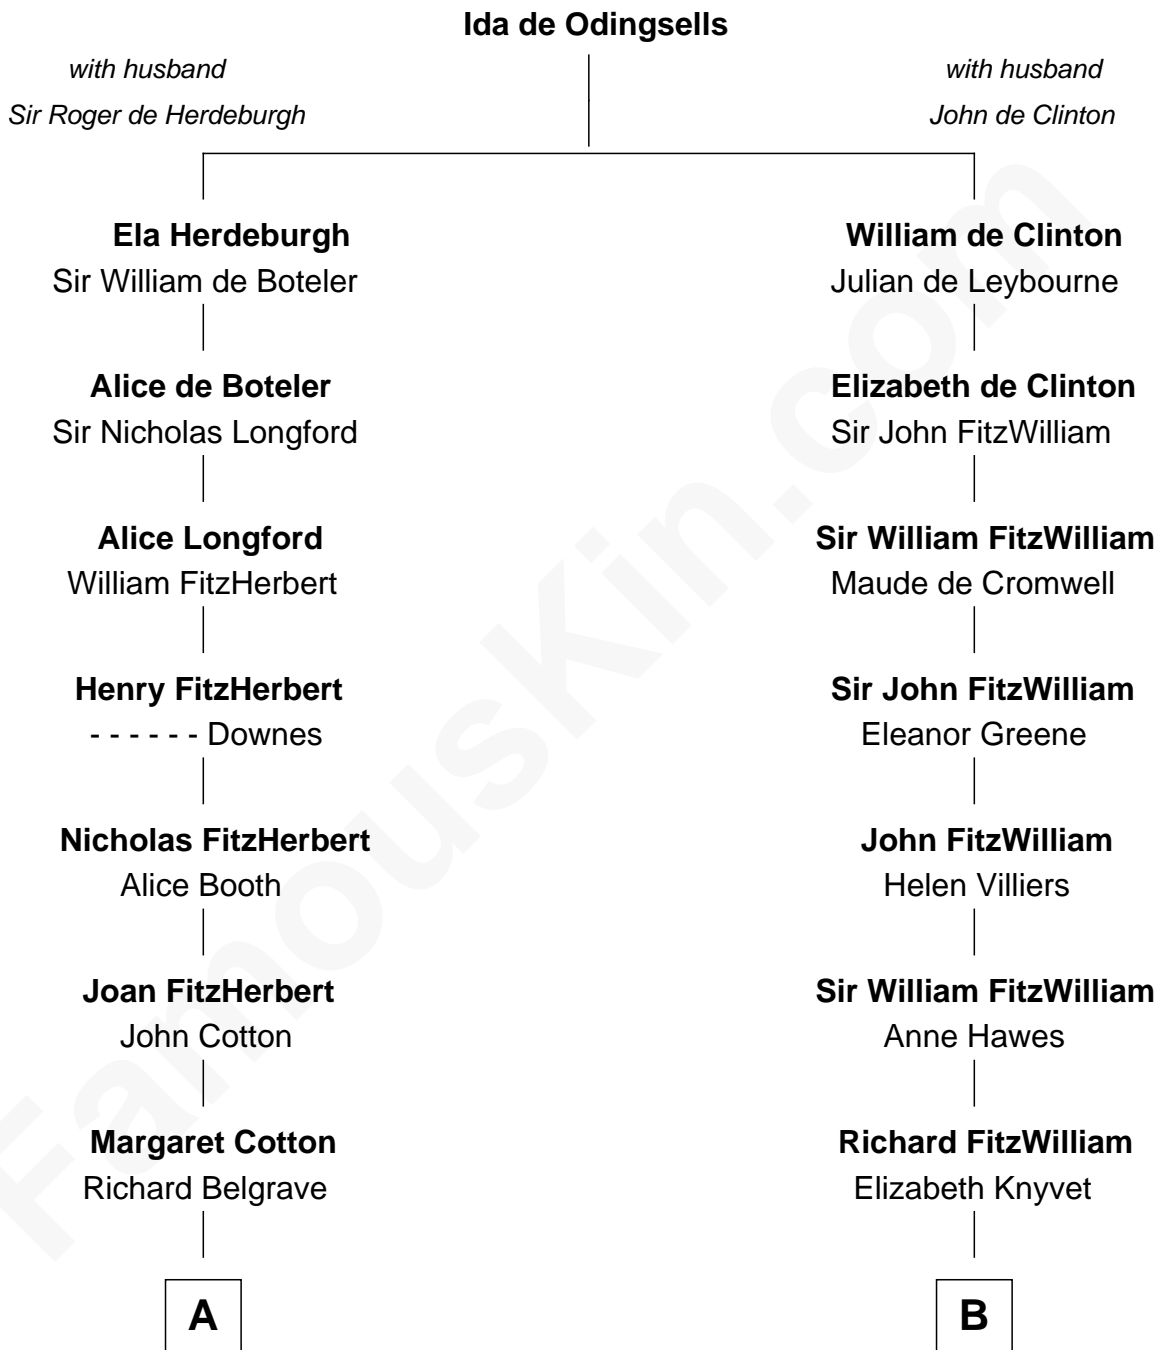 Ida de Odingsells
with husband
Sir Roger de Herdeburgh
with husband
John de Clinton
Ela Herdeburgh
Sir William de Boteler
William de Clinton
Julian de Leybourne
Alice de Boteler
Sir Nicholas Longford
Elizabeth de Clinton
Sir John FitzWilliam
Alice Longford
William FitzHerbert
Sir William FitzWilliam
Maude de Cromwell
Henry FitzHerbert
- - - - - - Downes
Sir John FitzWilliam
Eleanor Greene
Nicholas FitzHerbert
Alice Booth
John FitzWilliam
Helen Villiers
Joan FitzHerbert
John Cotton
Sir William FitzWilliam
Anne Hawes
Margaret Cotton
Richard Belgrave
Richard FitzWilliam
Elizabeth Knyvet
A
B
FamousKin.com